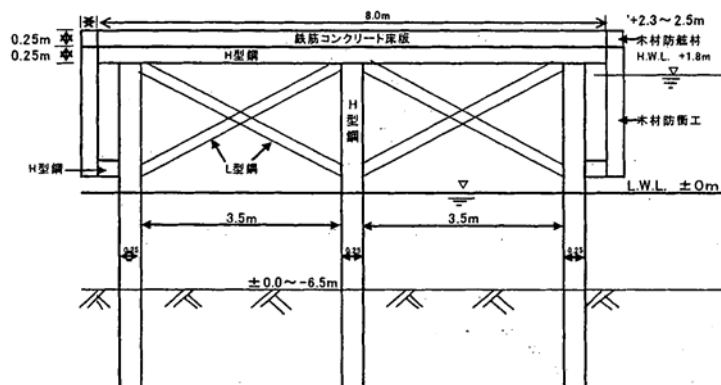 8.0m
'+2.3～2.5m
0.25m
鉄筋コンクリート床版
木材防舷材
0.25m
H型鋼
H.W.L. +1.8m
H型鋼
木材防衝工
H型鋼
L型鋼
L.W.L. ±0m
3.5m
3.5m
0.25
0.25
0.25
±0.0～-6.5m